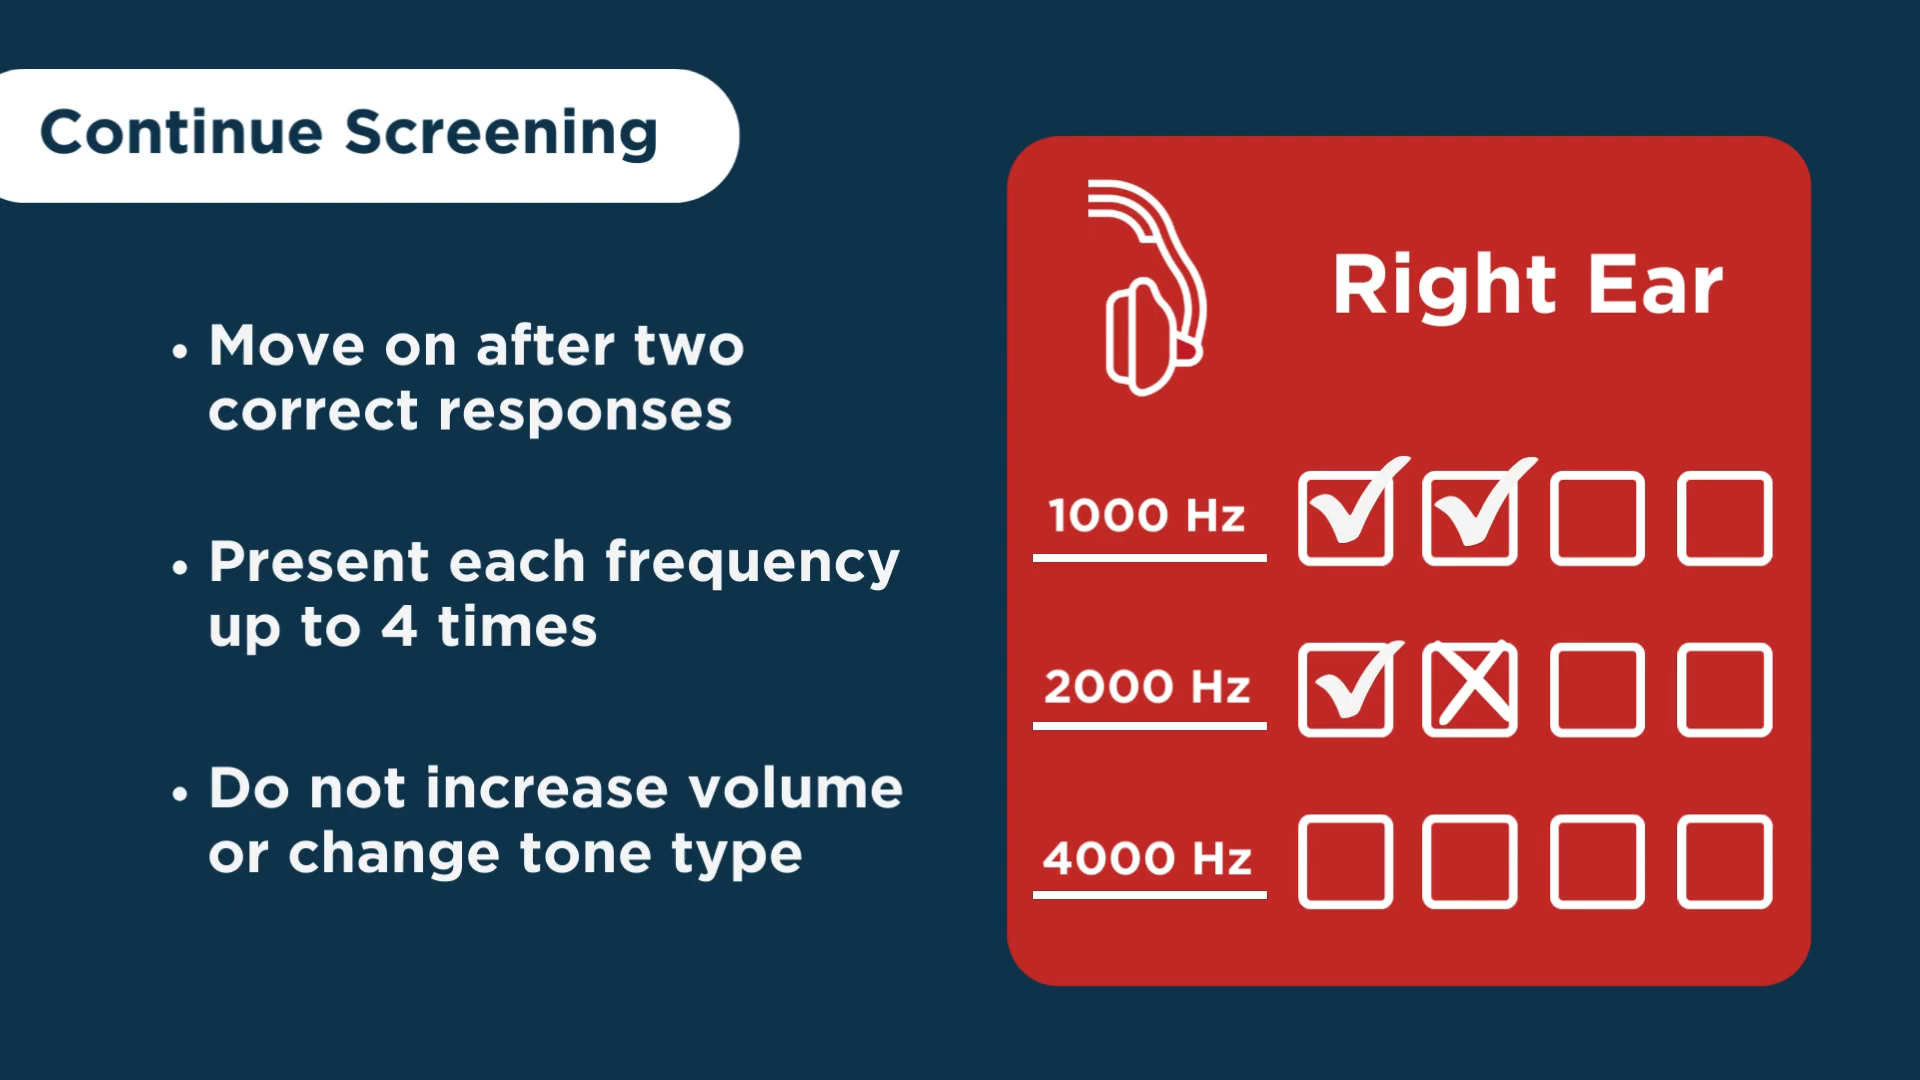 Continue Screening
• Move on after two
correct responses
• Present each frequency
up to 4 times
• Do not increase volume
or change tone type
Right Ear
1000 Hz
2000 Hz
4000 Hz